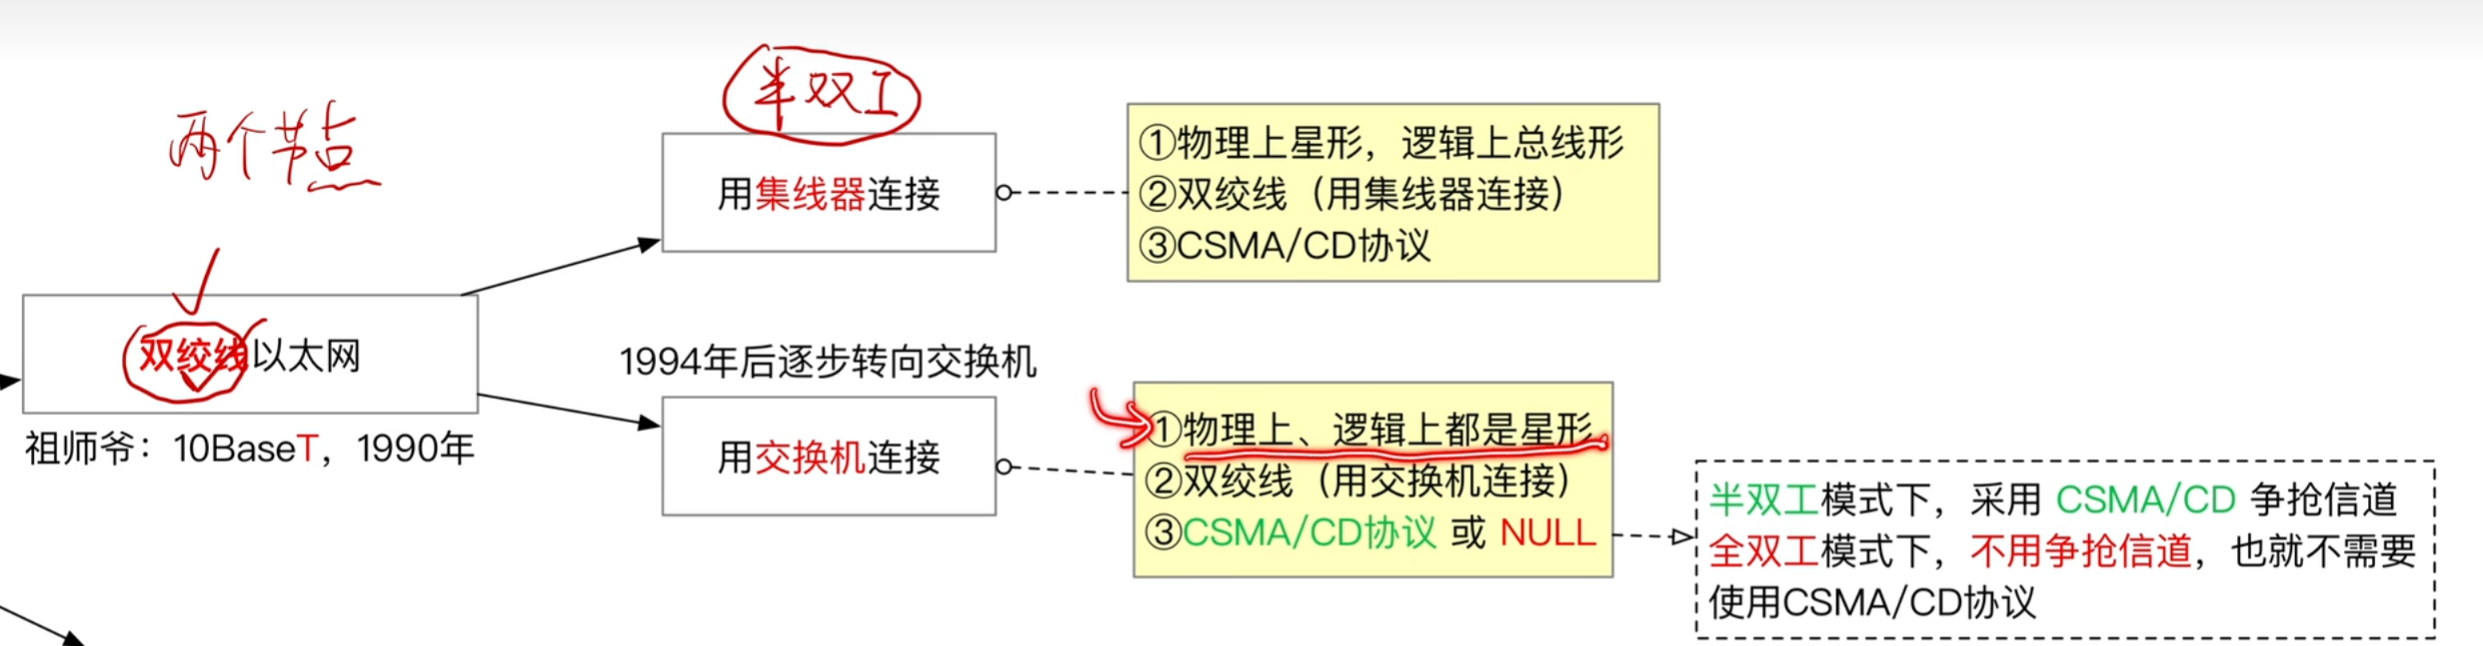 两个节点
半双工
用集线器连接
①物理上星形，逻辑上总线形
②双绞线（用集线器连接）
③CSMA/CD协议
双绞线以太网
祖师爷：10BaseT，1990年
1994年后逐步转向交换机
用交换机连接
①物理上、逻辑上都是星形
②双绞线（用交换机连接）
③CSMA/CD协议 或 NULL
半双工模式下，采用 CSMA/CD 争抢信道
全双工模式下，不用争抢信道，也就不需要
使用CSMA/CD协议